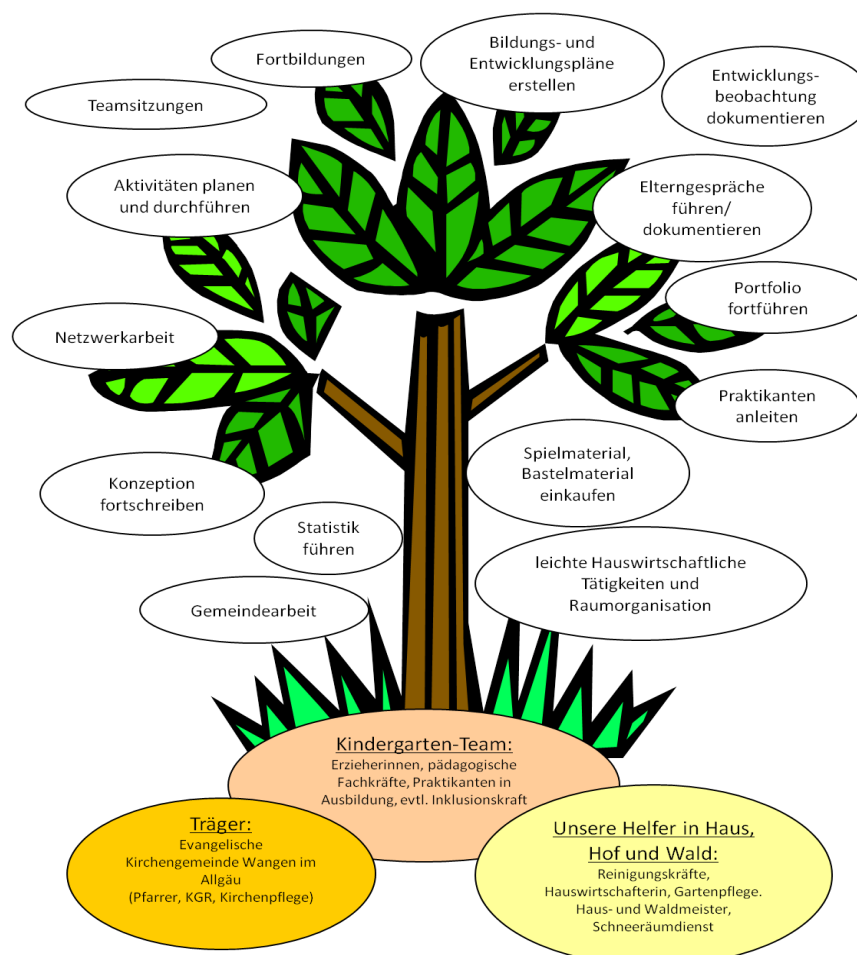 Fortbildungen
Bildungs- und
Entwicklungspläne
erstellen
Entwicklungs-
beobachtung
dokumentieren
Teamsitzungen
Aktivitäten planen
und durchführen
Elterngespräche
führen/
dokumentieren
Portfolio
fortführen
Netzwerkarbeit
Praktikanten
anleiten
Spielmaterial,
Bastelmaterial
einkaufen
Konzeption
fortschreiben
Statistik
führen
leichte Hauswirtschaftliche
Tätigkeiten und
Raumorganisation
Gemeindearbeit
Kindergarten-Team:
Erzieherinnen, pädagogische
Fachkräfte, Praktikanten in
Ausbildung, evtl. Inklusionskraft
Träger:
Evangelische
Kirchengemeinde Wangen im
Allgäu
(Pfarrer, KGR, Kirchenpflege)
Unsere Helfer in Haus,
Hof und Wald:
Reinigungskräfte,
Hauswirtschafterin, Gartenpflege.
Haus- und Waldmeister,
Schneeräumdienst